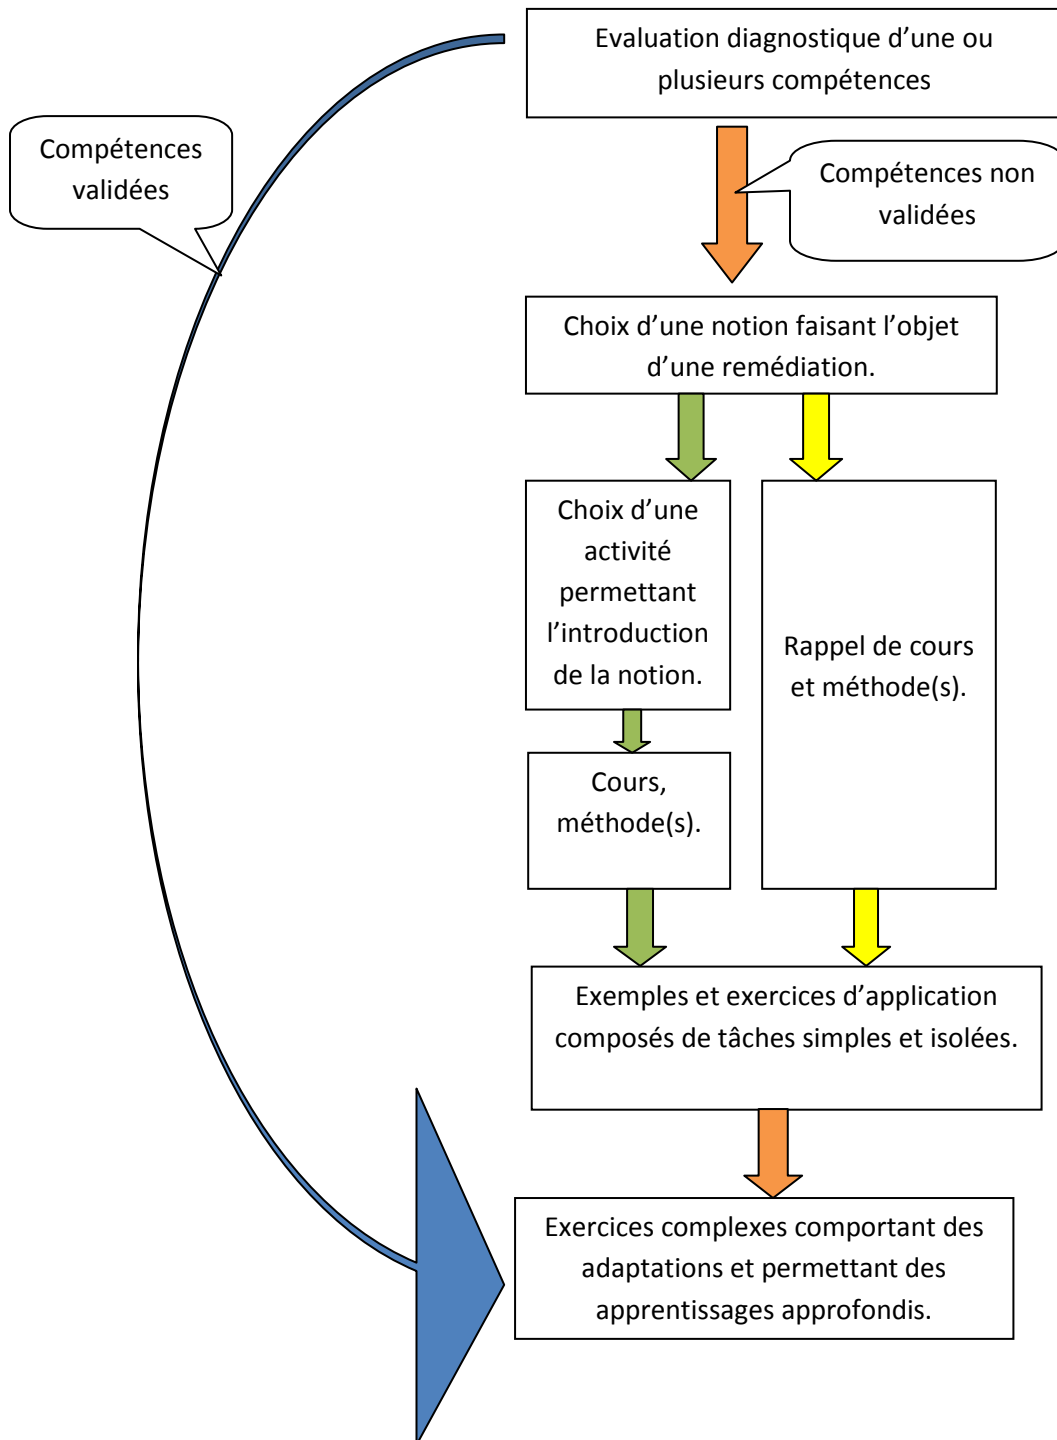 Evaluation diagnostique d’une ou
plusieurs compétences
Compétences
validées
Compétences non
validées
Choix d’une notion faisant l’objet
d’une remédiation.
Choix d’une
activité
permettant
l’introduction
de la notion.
Rappel de cours
et méthode(s).
Cours,
méthode(s).
Exemples et exercices d’application
composés de tâches simples et isolées.
Exercices complexes comportant des
adaptations et permettant des
apprentissages approfondis.